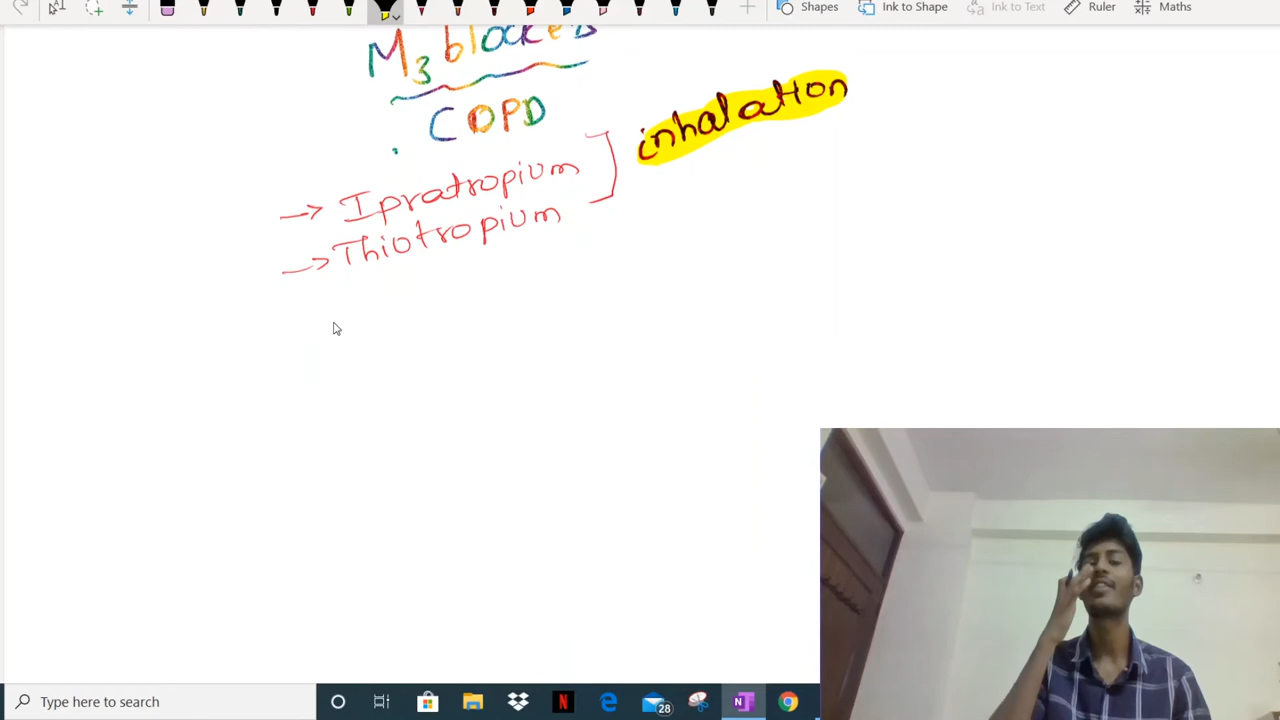 Shapes Ink to Shape Ink to Text Ruler Maths
M3 blockers
COPD
inhalation
→ Ipratropium
→ Thiotropium
Type here to search
28